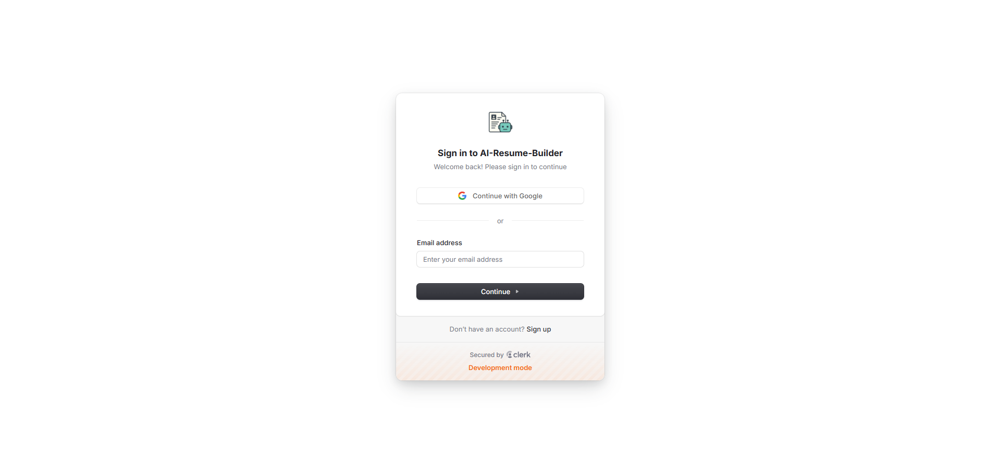 Sign in to AI-Resume-Builder
Welcome back! Please sign in to continue
Continue with Google
or
Email address
Enter your email address
Continue
Don’t have an account? Sign up
Secured by clerk
Development mode